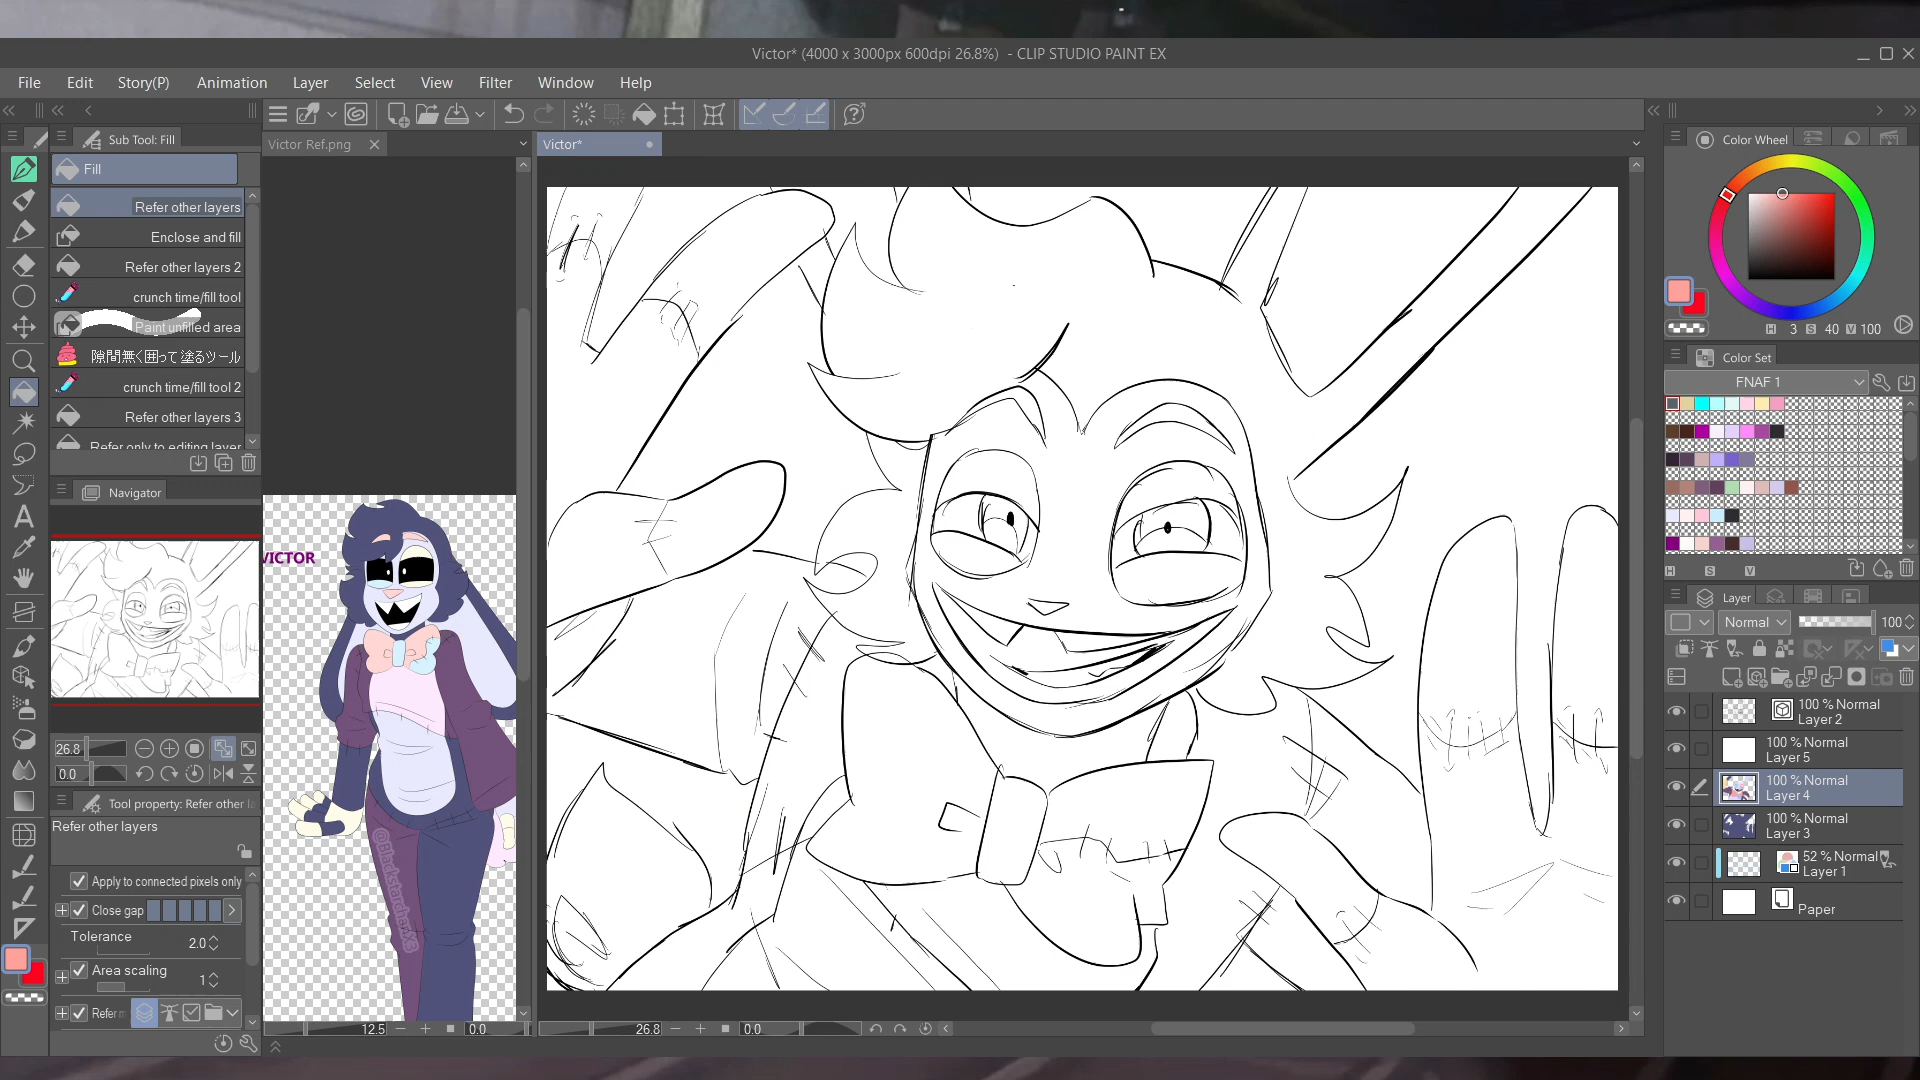 Victor* (4000 x 3000px 600dpi 26.8%) - CLIP STUDIO PAINT EX
File Edit Story(P) Animation Layer Select View Filter Window Help
Sub Tool: Fill
Fill
Refer other layers
Enclose and fill
Refer other layers 2
crunch time/fill tool
Paint unfilled area
隙間無く囲って塗るツール
crunch time/fill tool 2
Refer other layers 3
Refer only to editing layer
Navigator
26.8
0.0
Tool property: Refer other la
Refer other layers
Apply to connected pixels only
Close gap
Tolerance 2.0
Area scaling 1
Refer m
Victor Ref.png
Victor*
VICTOR
12.5 0.0
26.8 0.0
Color Wheel
H 3 S 40 V 100
Color Set
FNAF 1
H S V
Layer
Normal 100
100 % Normal
Layer 2
100 % Normal
Layer 5
100 % Normal
Layer 4
100 % Normal
Layer 3
52 % Normal
Layer 1
Paper